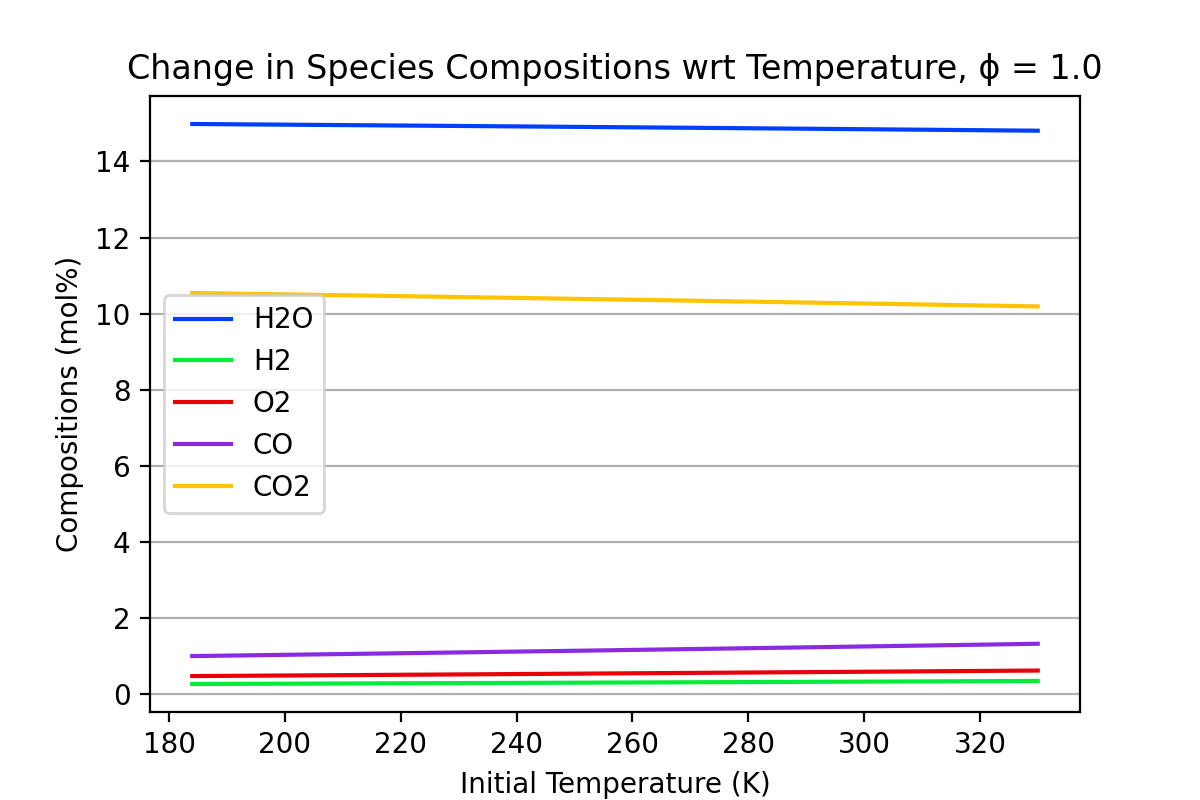 Change in Species Compositions wrt Temperature, ϕ = 1.0
Compositions (mol%)
14
12
10
8
6
4
2
0
H2O
H2
O2
CO
CO2
180 200 220 240 260 280 300 320
Initial Temperature (K)